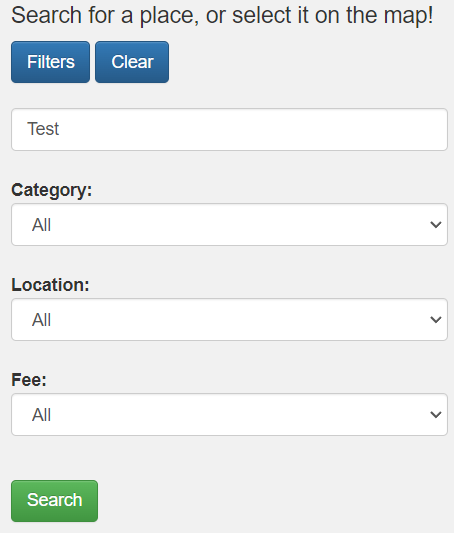 Search for a place, or select it on the map!
Filters Clear
Test
Category:
All
Location:
All
Fee:
All
Search